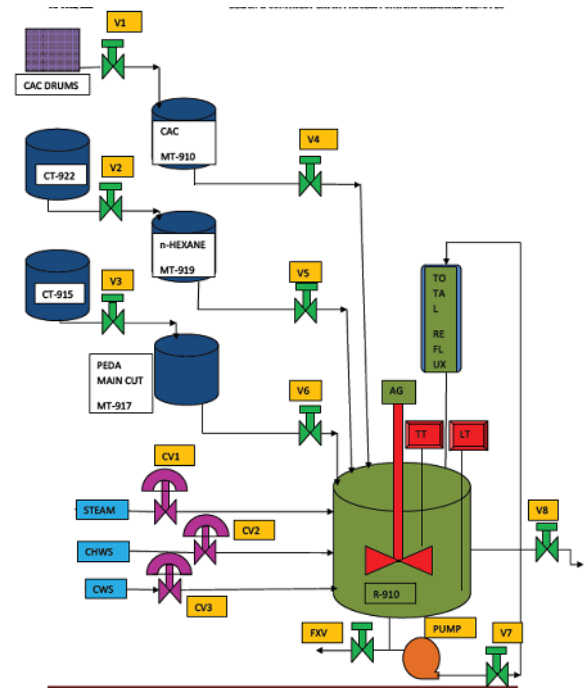 V1
CAC DRUMS
CAC
MT-910
V4
CT-922
V2
n-HEXANE
MT-919
CT-915
V3
V5
TO
TA
L
RE
FL
UX
PEDA
MAIN CUT
MT-917
V6
AG
TT
LT
CV1
STEAM
CV2
V8
CHWS
CWS
CV3
R-910
FXV
PUMP
V7